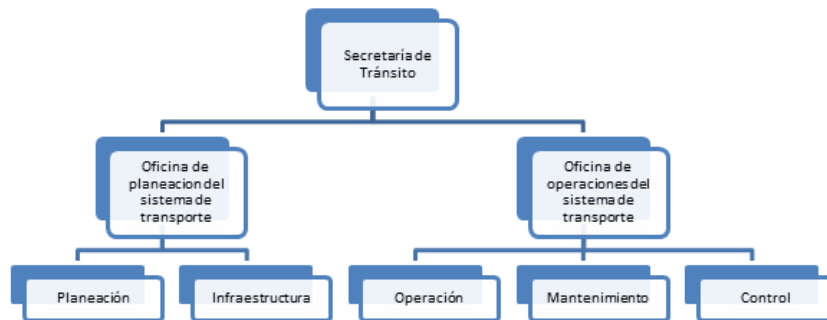 Secretaría de
Tránsito
Oficina de
planeacion del
sistema de
transporte
Oficina de
operaciones del
sistema de
transporte
Planeación
Infraestructura
Operación
Mantenimiento
Control